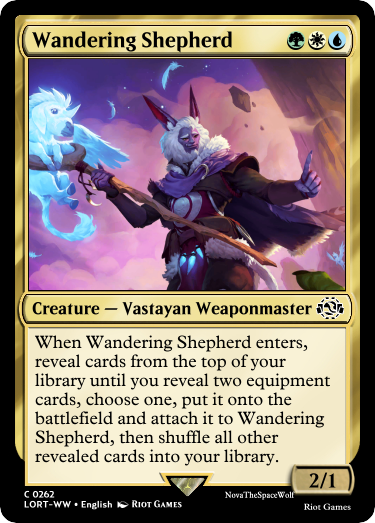 Wandering Shepherd
Creature — Vastayan Weaponmaster
When Wandering Shepherd enters,
reveal cards from the top of your
library until you reveal two equipment
cards, choose one, put it onto the
battlefield and attach it to Wandering
Shepherd, then shuffle all other
revealed cards into your library.
2/1
C 0262
LORT-WW • English Riot Games
NovaTheSpaceWolf
Riot Games